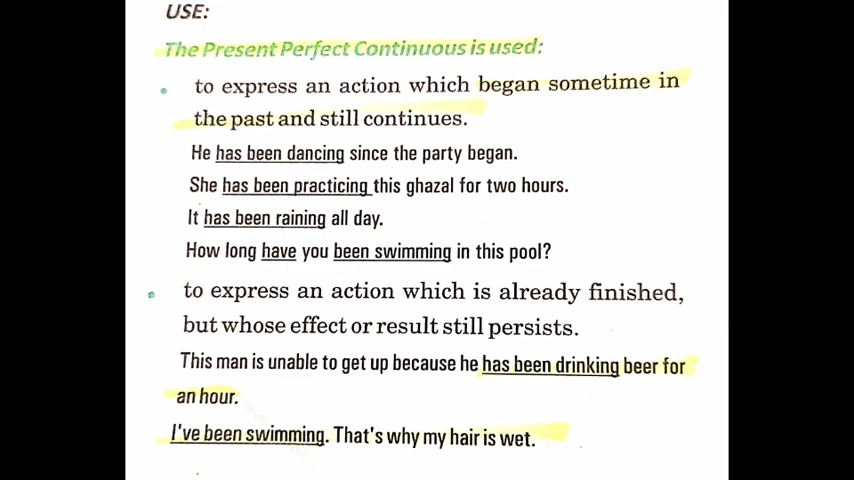 USE:
The Present Perfect Continuous is used:
• to express an action which began sometime in
the past and still continues.
He has been dancing since the party began.
She has been practicing this ghazal for two hours.
It has been raining all day.
How long have you been swimming in this pool?
• to express an action which is already finished,
but whose effect or result still persists.
This man is unable to get up because he has been drinking beer for
an hour.
I've been swimming. That's why my hair is wet.